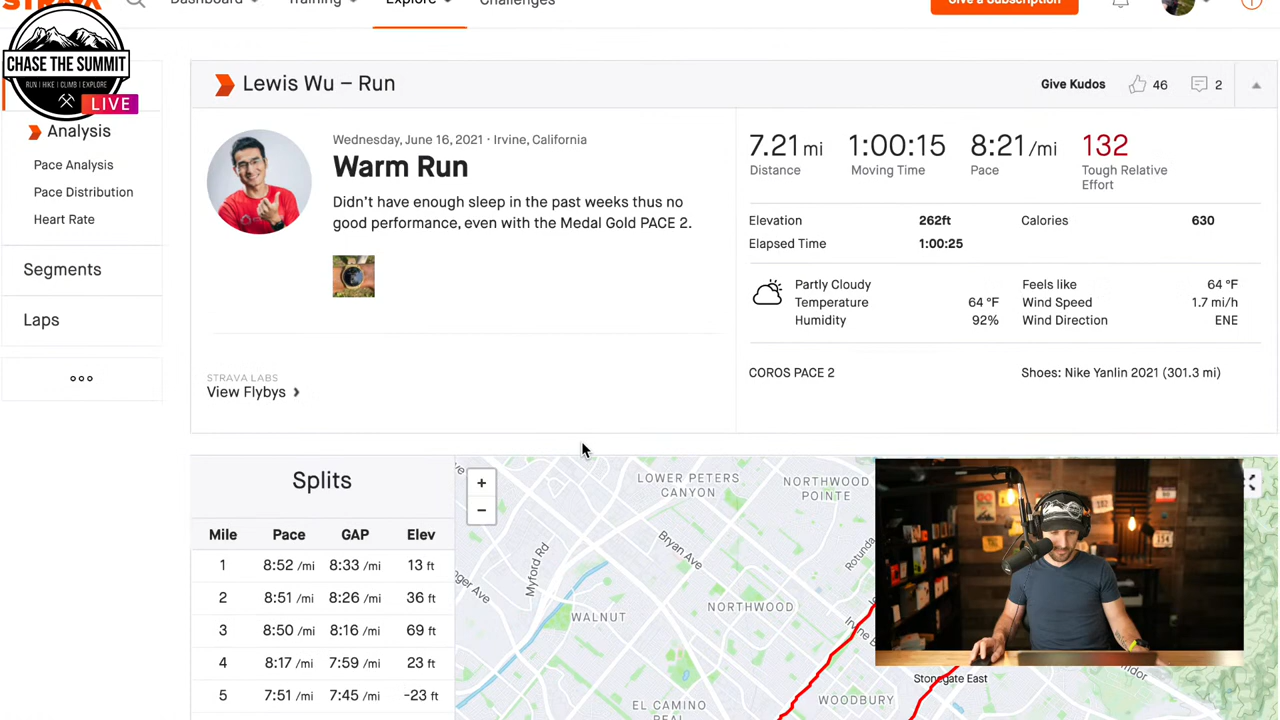 STRAVA
Dashboard
Training
Explore
Challenges
Give a Subscription
CHASE THE SUMMIT
RUN | HIKE | CLIMB | EXPLORE
LIVE
Analysis
Pace Analysis
Pace Distribution
Heart Rate
Segments
Laps
Lewis Wu – Run
Give Kudos
46
2
Wednesday, June 16, 2021 · Irvine, California
Warm Run
Didn't have enough sleep in the past weeks thus no
good performance, even with the Medal Gold PACE 2.
STRAVA LABS
View Flybys
7.21 mi 1:00:15 8:21/mi 132
Distance Moving Time Pace Tough Relative
Effort
Elevation 262ft Calories 630
Elapsed Time 1:00:25
Partly Cloudy Feels like 64 °F
Temperature 64 °F Wind Speed 1.7 mi/h
Humidity 92% Wind Direction ENE
COROS PACE 2 Shoes: Nike Yanlin 2021 (301.3 mi)
Splits
Mile Pace GAP Elev
1 8:52 /mi 8:33 /mi 13 ft
2 8:51 /mi 8:26 /mi 36 ft
3 8:50 /mi 8:16 /mi 69 ft
4 8:17 /mi 7:59 /mi 23 ft
5 7:51 /mi 7:45 /mi -23 ft
+
−
LOWER PETERS
CANYON
NORTHWOOD
POINTE
Bryan Ave
Myford Rd
WALNUT
NORTHWOOD
WOODBURY
EL CAMINO
REAL
Stonegate East